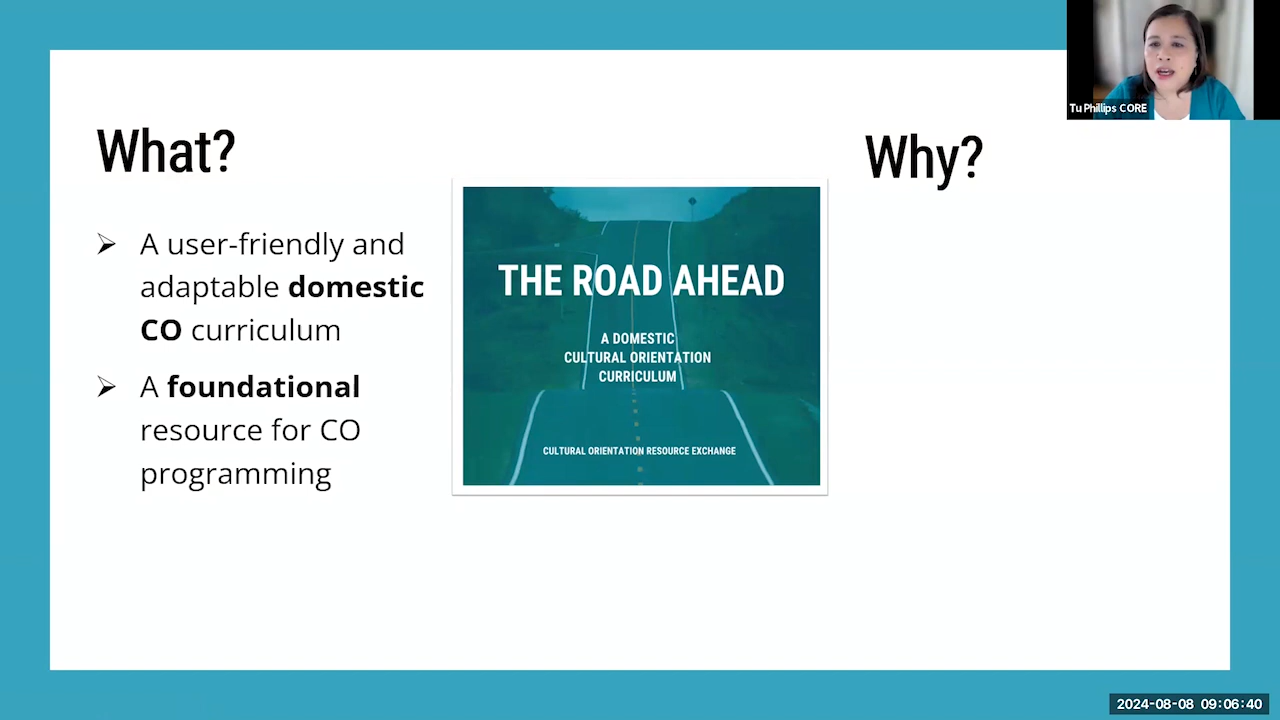 What?
➢ A user-friendly and
adaptable domestic
CO curriculum
➢ A foundational
resource for CO
programming
THE ROAD AHEAD
A DOMESTIC
CULTURAL ORIENTATION
CURRICULUM
CULTURAL ORIENTATION RESOURCE EXCHANGE
Why?
Tu Phillips CORE
2024-08-08 09:06:40